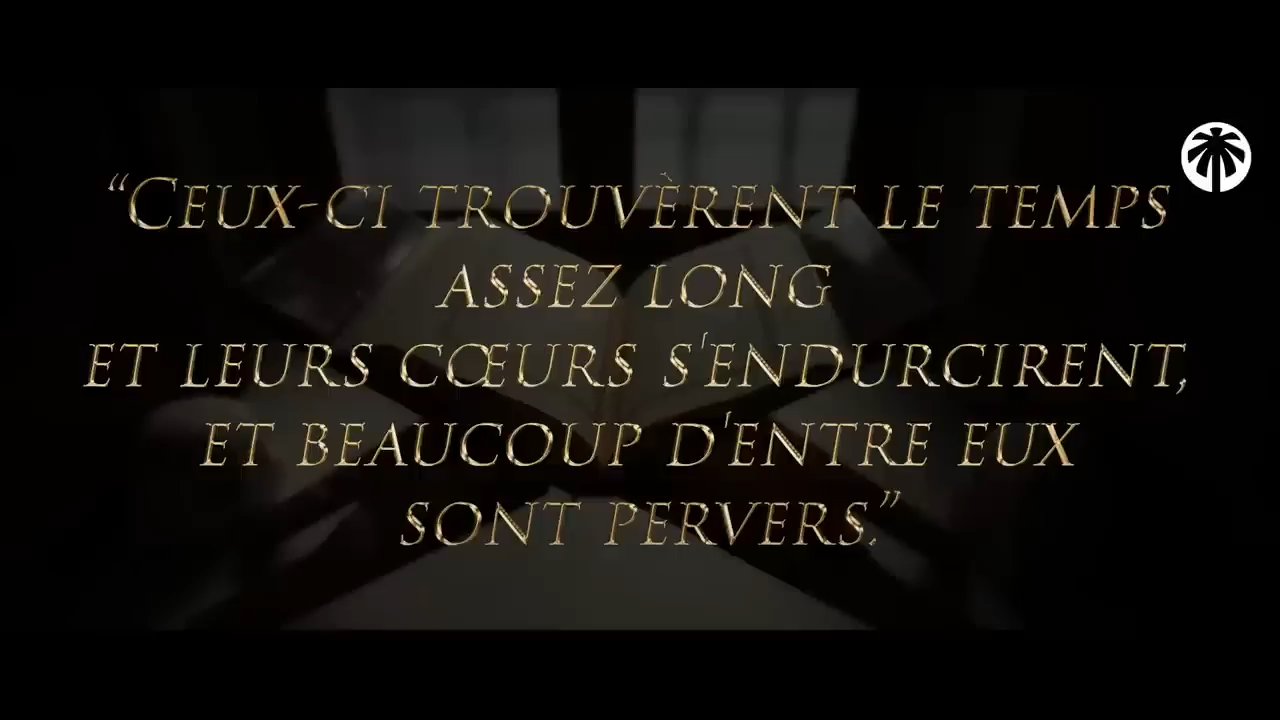 “Ceux-ci trouvèrent le temps
assez long
et leurs cœurs s'endurcirent,
et beaucoup d'entre eux
sont pervers.”